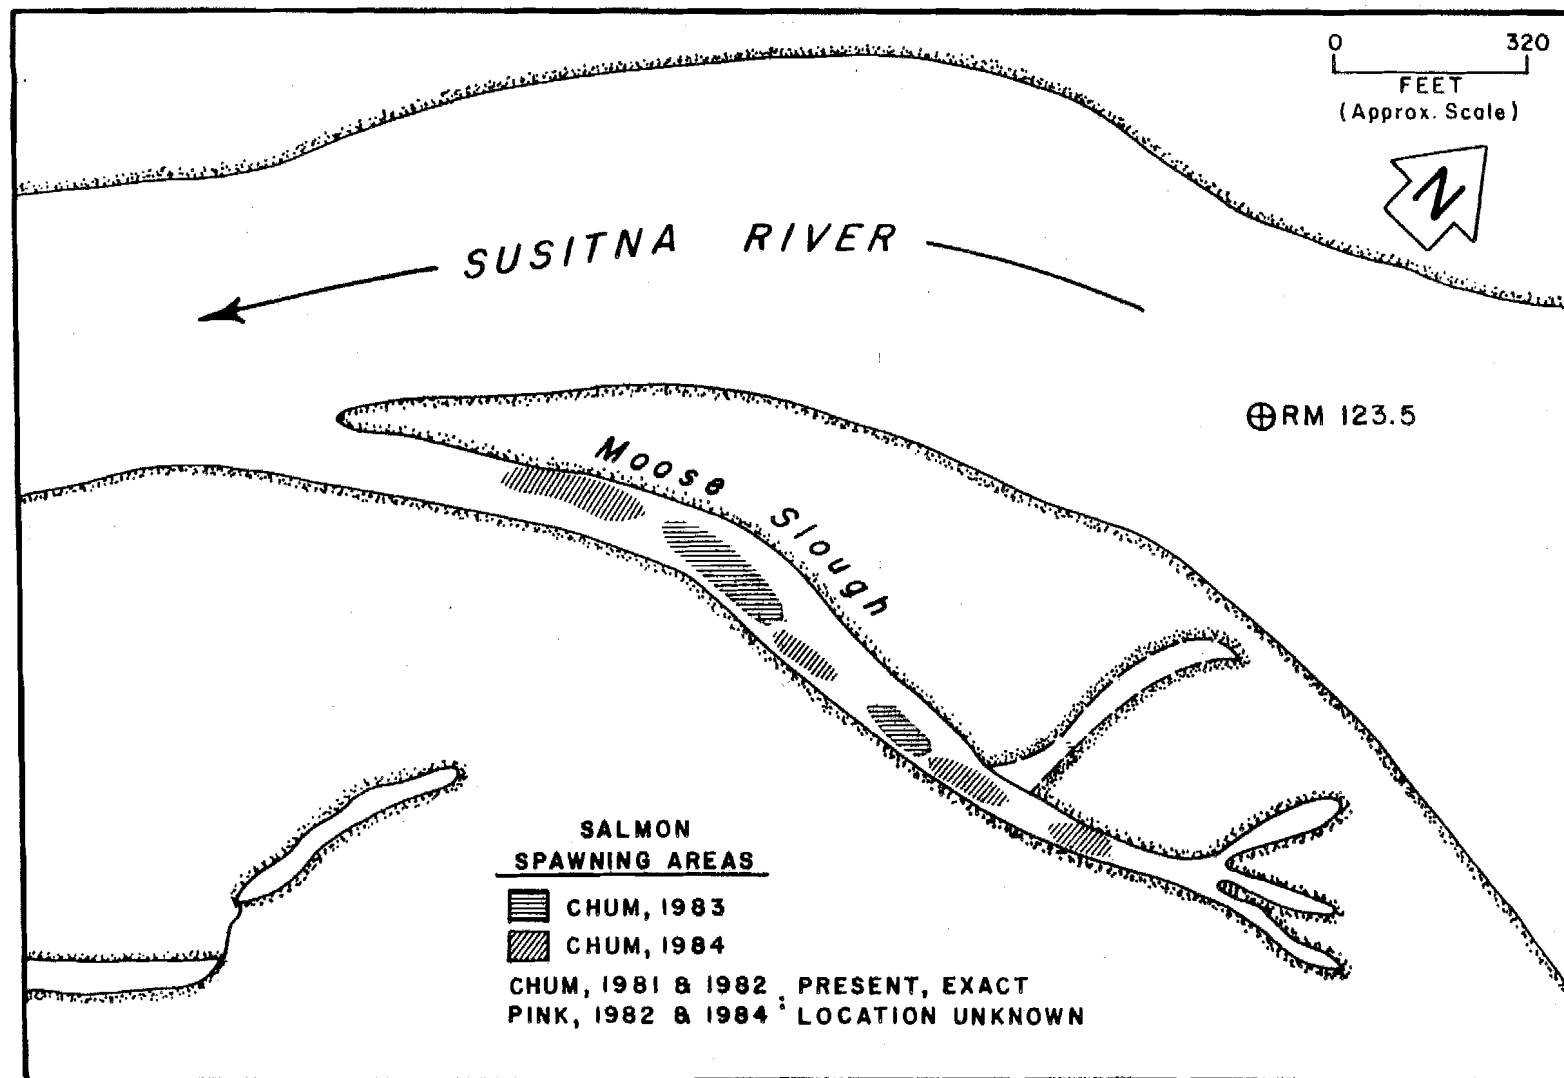 0 320
FEET
(Approx. Scale)
N
SUSITNA RIVER
⊕RM 123.5
Moose Slough
SALMON
SPAWNING AREAS
CHUM, 1983
CHUM, 1984
CHUM, 1981 & 1982 : PRESENT, EXACT
PINK, 1982 & 1984 LOCATION UNKNOWN